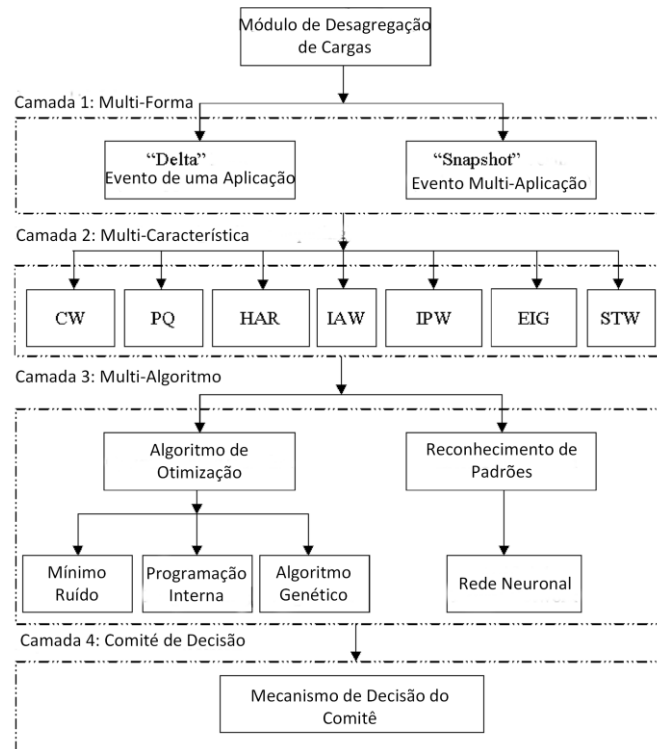 Módulo de Desagregação
de Cargas
Camada 1: Multi-Forma
“Delta”
Evento de uma Aplicação
“Snapshot”
Evento Multi-Aplicação
Camada 2: Multi-Característica
CW
PQ
HAR
IAW
IPW
EIG
STW
Camada 3: Multi-Algoritmo
Algoritmo de
Otimização
Reconhecimento de
Padrões
Mínimo
Ruído
Programação
Interna
Algoritmo
Genético
Rede Neuronal
Camada 4: Comité de Decisão
Mecanismo de Decisão do
Comitê